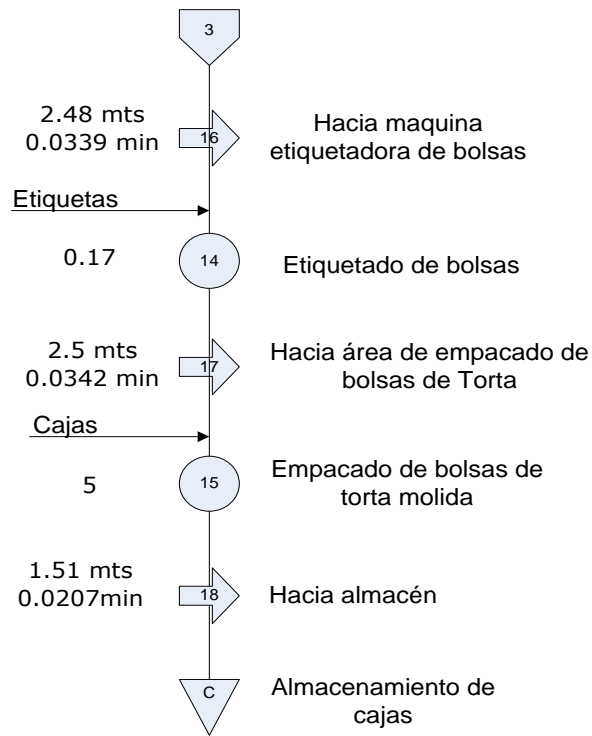 3
2.48 mts
0.0339 min
16
Hacia maquina
etiquetadora de bolsas
Etiquetas
0.17
14
Etiquetado de bolsas
2.5 mts
0.0342 min
17
Hacia área de empacado de
bolsas de Torta
Cajas
5
15
Empacado de bolsas de
torta molida
1.51 mts
0.0207min
18
Hacia almacén
C
Almacenamiento de
cajas